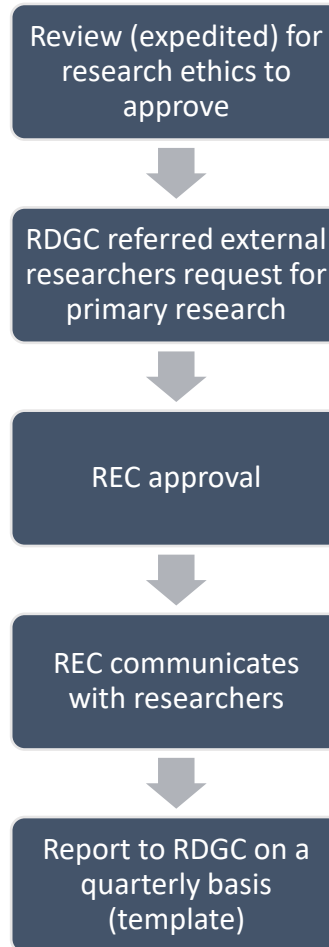 Review (expedited) for
research ethics to
approve
RDGC referred external
researchers request for
primary research
REC approval
REC communicates
with researchers
Report to RDGC on a
quarterly basis
(template)